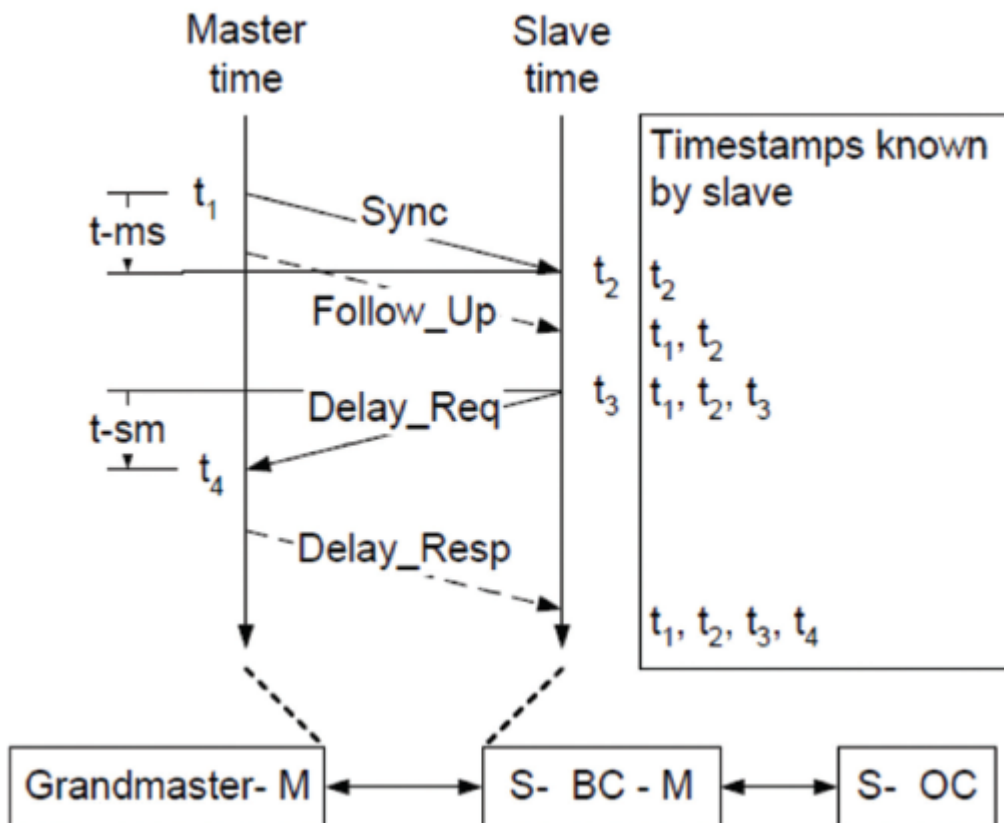 Master
time
Slave
time
Timestamps known
by slave
t₁
Sync
t-ms
t₂
t₂
Follow_Up
t₁, t₂
t₃
t₁, t₂, t₃
Delay_Req
t-sm
t₄
Delay_Resp
t₁, t₂, t₃, t₄
Grandmaster- M
S- BC - M
S- OC